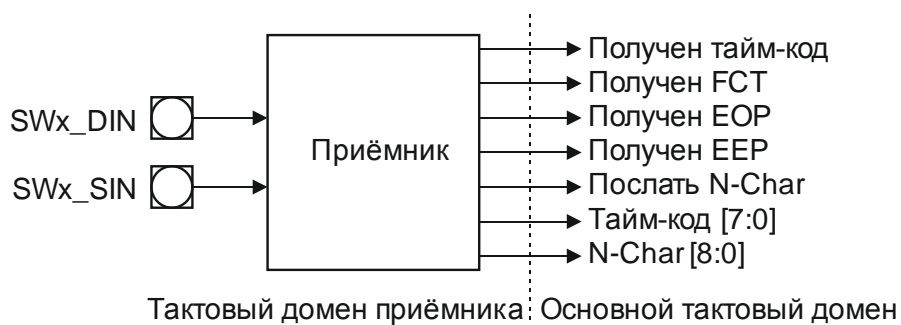 Получен тайм-код
Получен FCT
SWx_DIN
Получен EOP
Приёмник
Получен EEP
SWx_SIN
Послать N-Char
Тайм-код [7:0]
N-Char [8:0]
Тактовый домен приёмника
Основной тактовый домен